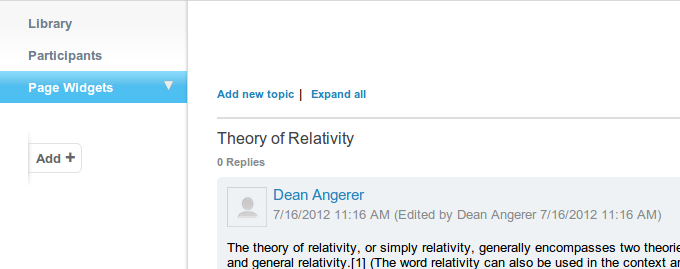 Library
Participants
Page Widgets
Add +
Add new topic | Expand all
Theory of Relativity
0 Replies
Dean Angerer
7/16/2012 11:16 AM (Edited by Dean Angerer 7/16/2012 11:16 AM)
The theory of relativity, or simply relativity, generally encompasses two theorie
and general relativity.[1] (The word relativity can also be used in the context